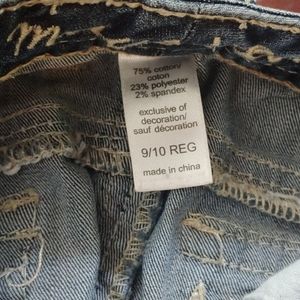 75% cotton/
coton
23% polyester
2% spandex
exclusive of
decoration/
sauf décoration
9/10 REG
made in china